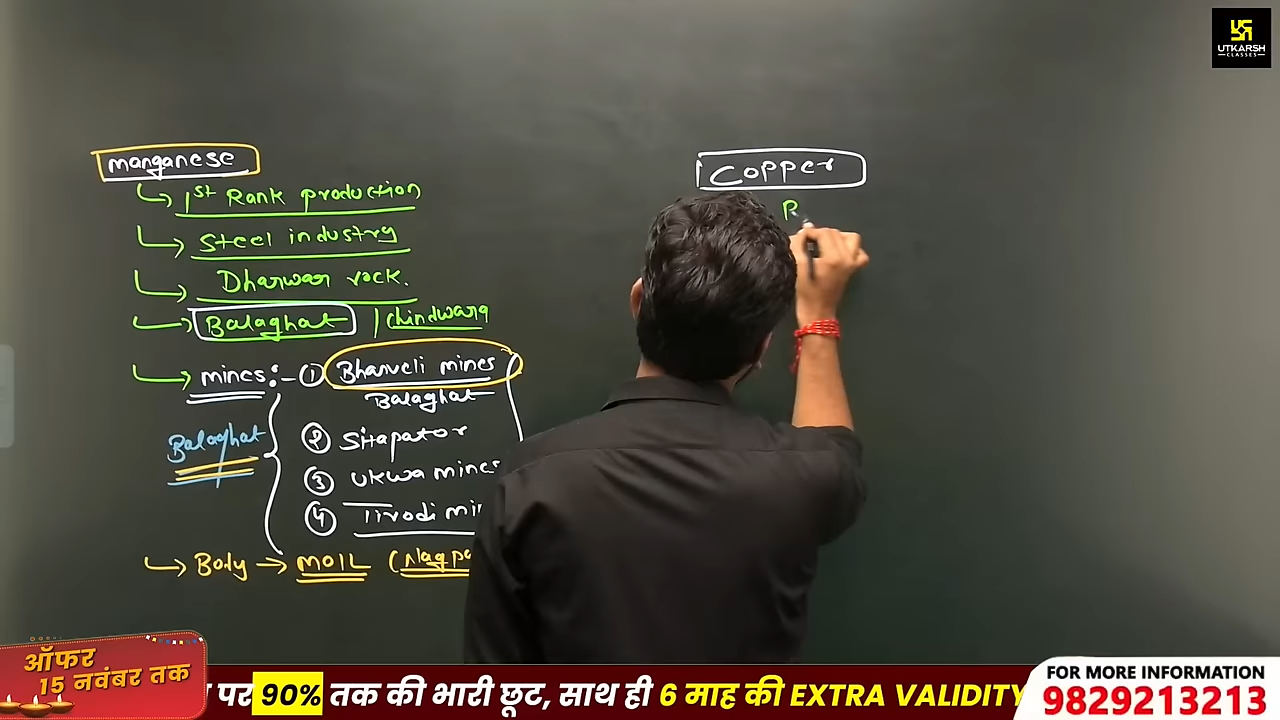 UTKARSH
CLASSES
manganese
1st Rank production
Steel industry
Dharwar rock.
Balaghat | Chindwara
mines:- ① Bharveli mines
Balaghat
Balaghat
② Sitapator
③ Ukwa mines
④ Tirodi
Body → MOIL
Copper
ऑफर
15 नवंबर तक
पर 90% तक की भारी छूट, साथ ही 6 माह की EXTRA VALIDITY
FOR MORE INFORMATION
9829213213